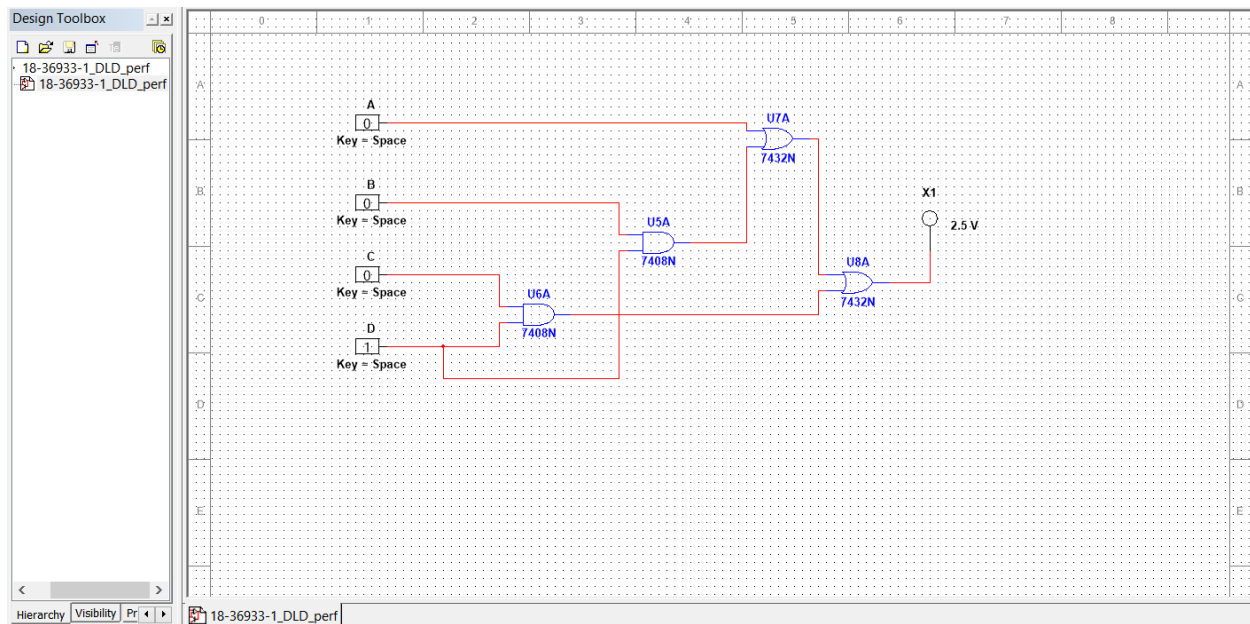 Design Toolbox
18-36933-1_DLD_perf
18-36933-1_DLD_perf
0 1 2 3 4 5 6 7 8
A A
A
0
Key = Space
U7A
7432N
B B
B
0
Key = Space
X1
2.5 V
U5A
7408N
C
0
Key = Space
U8A
7432N
C C
U6A
7408N
D
1
Key = Space
D D
E E
Hierarchy Visibility Pr
18-36933-1_DLD_perf